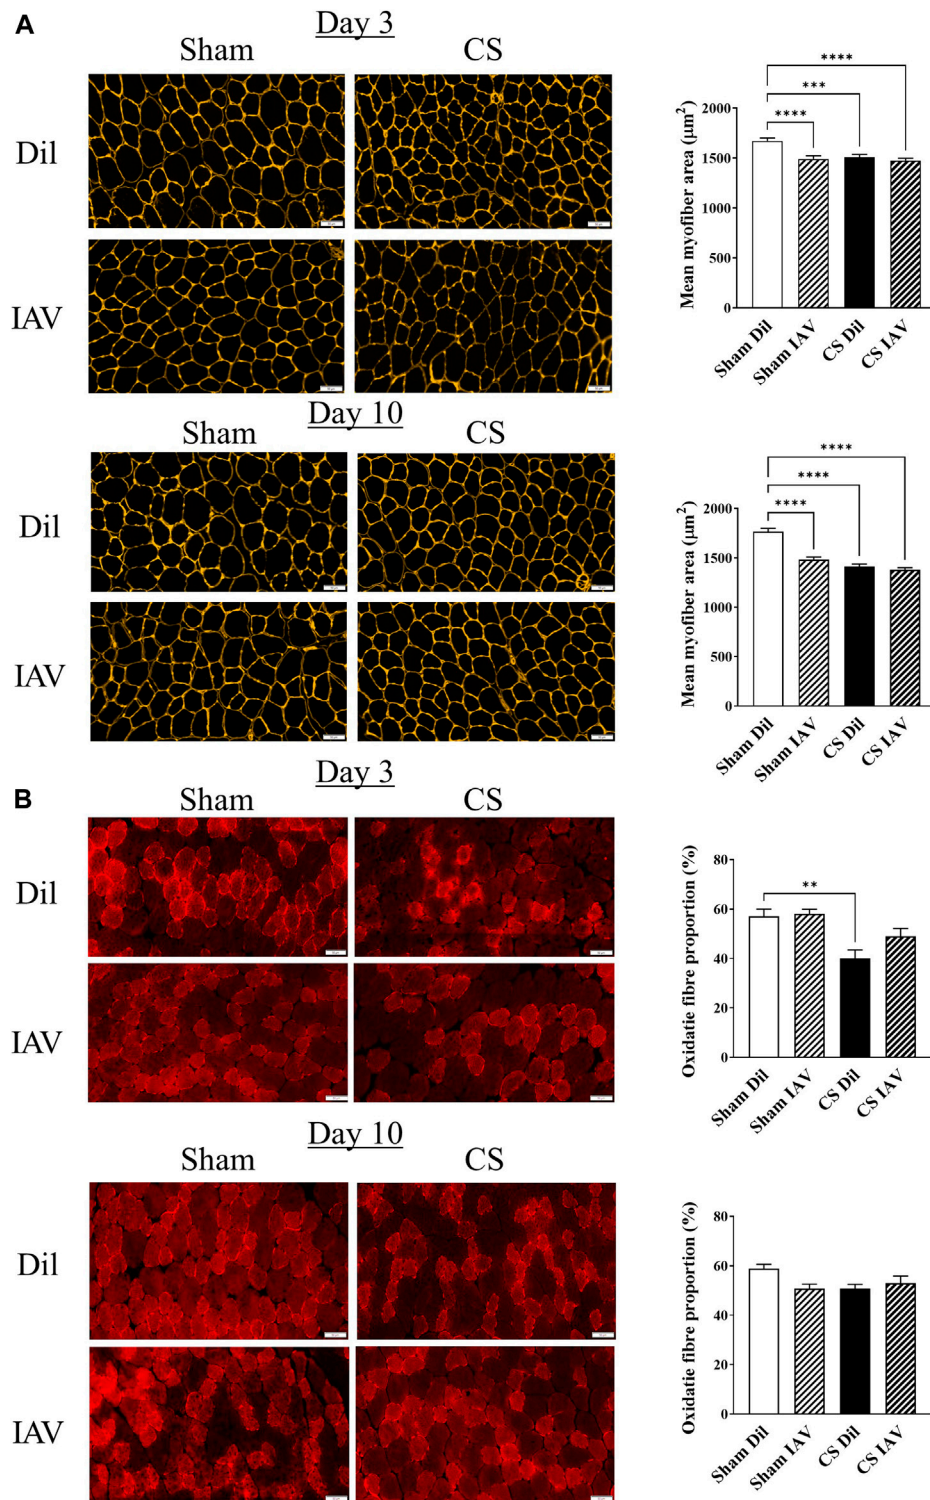 A
Day 3
Sham CS
Dil
IAV
****
***
****
Mean myofiber area (µm²)
2000
1500
1000
500
0
Sham Dil
Sham IAV
CS Dil
CS IAV
Day 10
Sham CS
Dil
IAV
****
****
****
Mean myofiber area (µm²)
2000
1500
1000
500
0
Sham Dil
Sham IAV
CS Dil
CS IAV
B
Day 3
Sham CS
Dil
IAV
**
Oxidatie fibre proportion (%)
80
60
40
20
0
Sham Dil
Sham IAV
CS Dil
CS IAV
Day 10
Sham CS
Dil
IAV
Oxidatie fibre proportion (%)
80
60
40
20
0
Sham Dil
Sham IAV
CS Dil
CS IAV